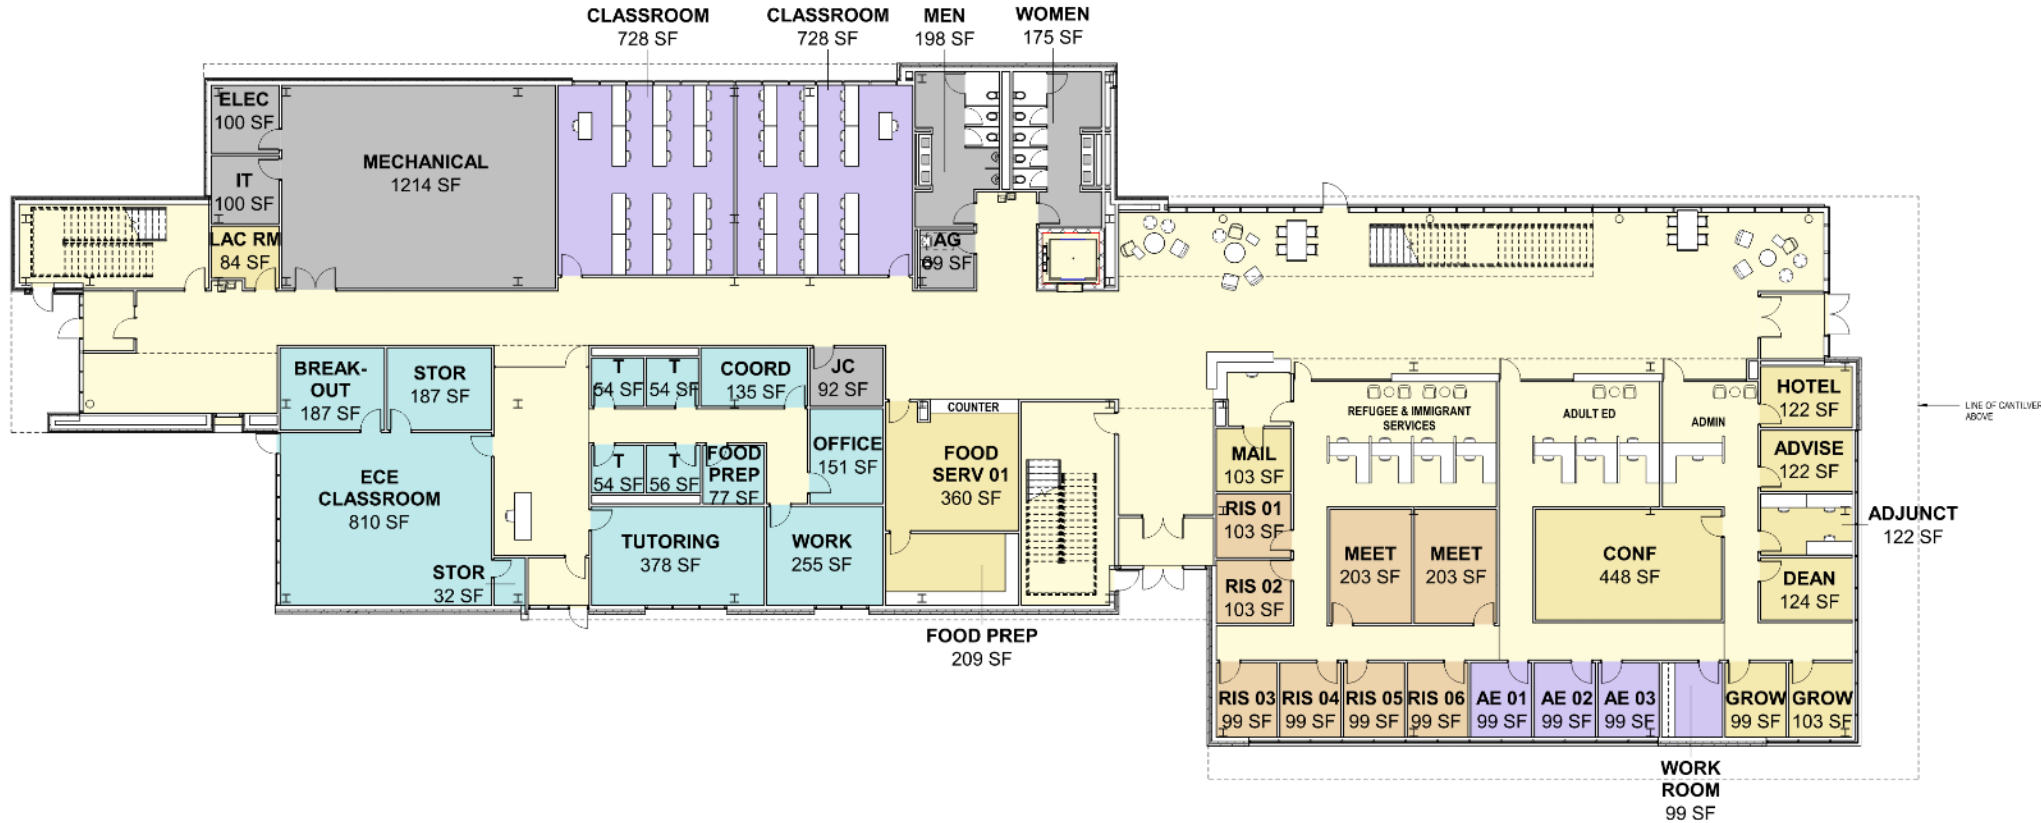 CLASSROOM
728 SF
CLASSROOM
728 SF
MEN
198 SF
WOMEN
175 SF
ELEC
100 SF
IT
100 SF
MECHANICAL
1214 SF
LAC RM
84 SF
AG
89 SF
BREAK-
OUT
187 SF
STOR
187 SF
T
54 SF
T
54 SF
COORD
135 SF
JC
92 SF
COUNTER
REFUGEE & IMMIGRANT
SERVICES
ADULT ED
ADMIN
HOTEL
122 SF
LINE OF CANTILVER
ABOVE
ECE
CLASSROOM
810 SF
T
54 SF
T
56 SF
FOOD
PREP
77 SF
OFFICE
151 SF
FOOD
SERV 01
360 SF
MAIL
103 SF
ADVISE
122 SF
RIS 01
103 SF
ADJUNCT
122 SF
STOR
32 SF
TUTORING
378 SF
WORK
255 SF
MEET
203 SF
MEET
203 SF
CONF
448 SF
RIS 02
103 SF
DEAN
124 SF
FOOD PREP
209 SF
RIS 03
99 SF
RIS 04
99 SF
RIS 05
99 SF
RIS 06
99 SF
AE 01
99 SF
AE 02
99 SF
AE 03
99 SF
GROW
99 SF
GROW
103 SF
WORK
ROOM
99 SF